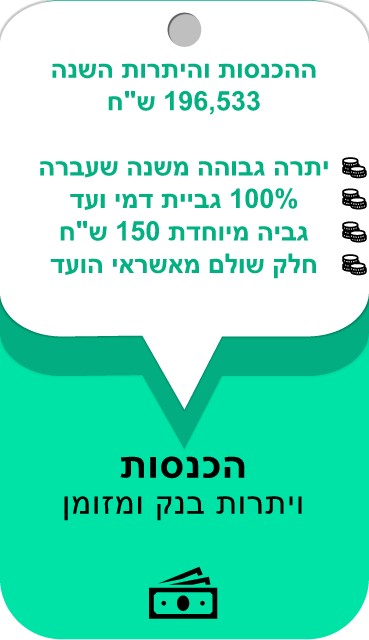 ההכנסות והיתרות השנה
196,533 ש"ח
יתרה גבוהה משנה שעברה
100% גביית דמי ועד
גביה מיוחדת 150 ש"ח
חלק שולם מאשראי הועד
הכנסות
ויתרות בנק ומזומן